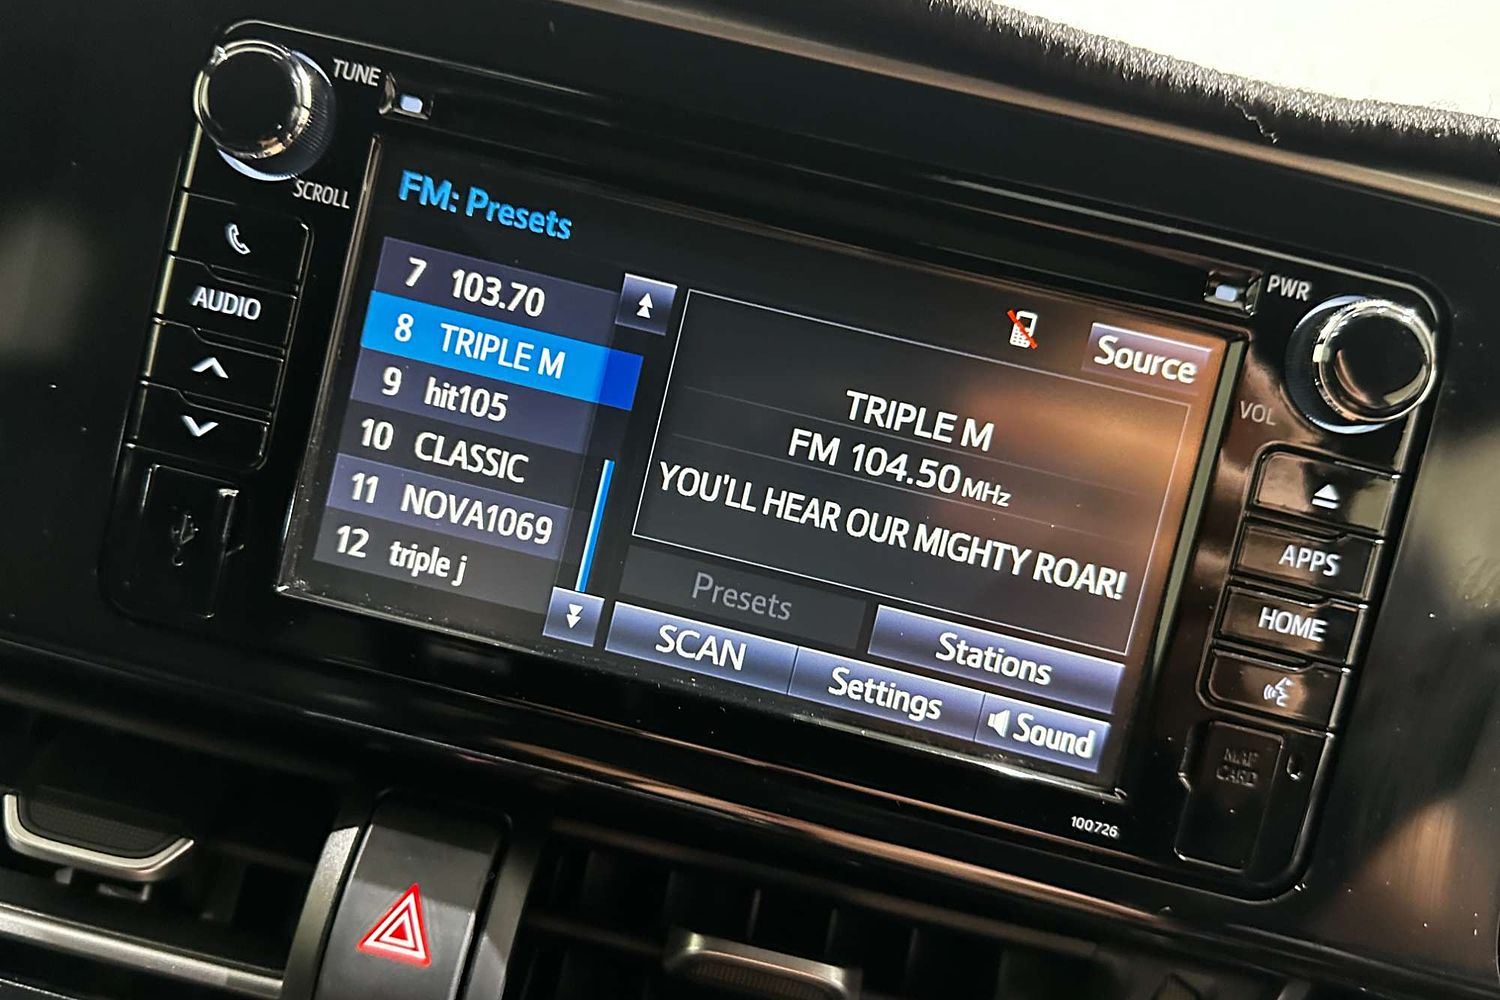 TUNE
SCROLL
AUDIO
FM: Presets
7 103.70
8 TRIPLE M
9 hit105
10 CLASSIC
11 NOVA1069
12 triple j
Source
TRIPLE M
FM 104.50 MHz
YOU'LL HEAR OUR MIGHTY ROAR!
Presets
Stations
SCAN
Settings
Sound
PWR
VOL
APPS
HOME
MAP
CARD
100726